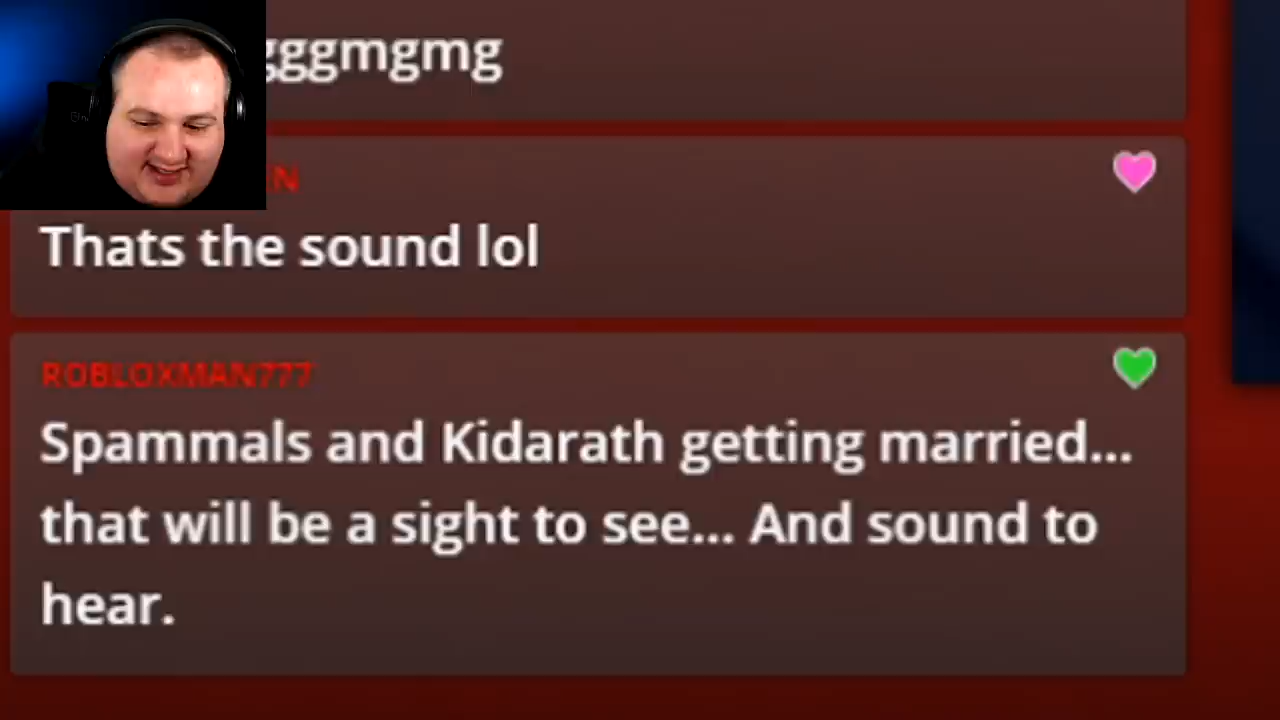 gggmgmg
N
Thats the sound lol
ROBLOXMAN777
Spammals and Kidarath getting married...
that will be a sight to see... And sound to
hear.